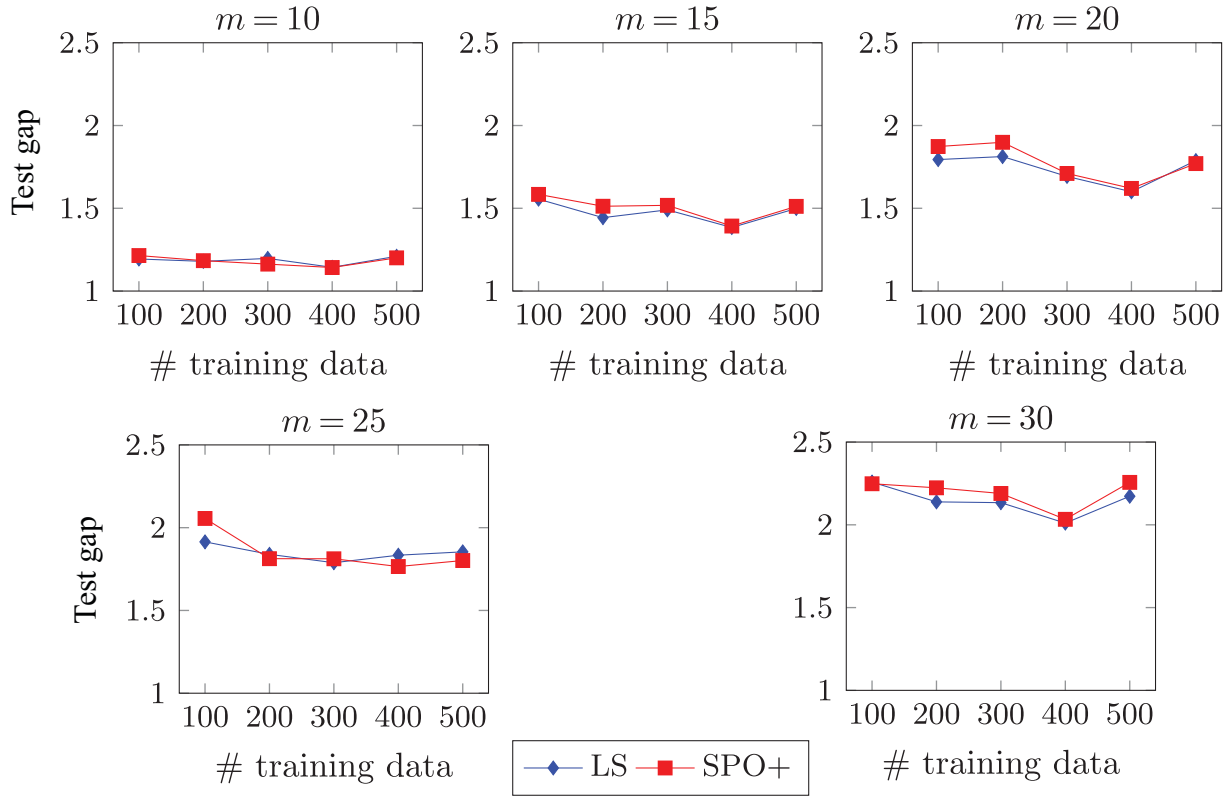 m = 10
m = 15
m = 20
2.5
2
1.5
1
Test gap
100 200 300 400 500
# training data
2.5
2
1.5
1
100 200 300 400 500
# training data
2.5
2
1.5
1
100 200 300 400 500
# training data
m = 25
m = 30
2.5
2
1.5
1
Test gap
100 200 300 400 500
# training data
2.5
2
1.5
1
100 200 300 400 500
# training data
LS SPO+